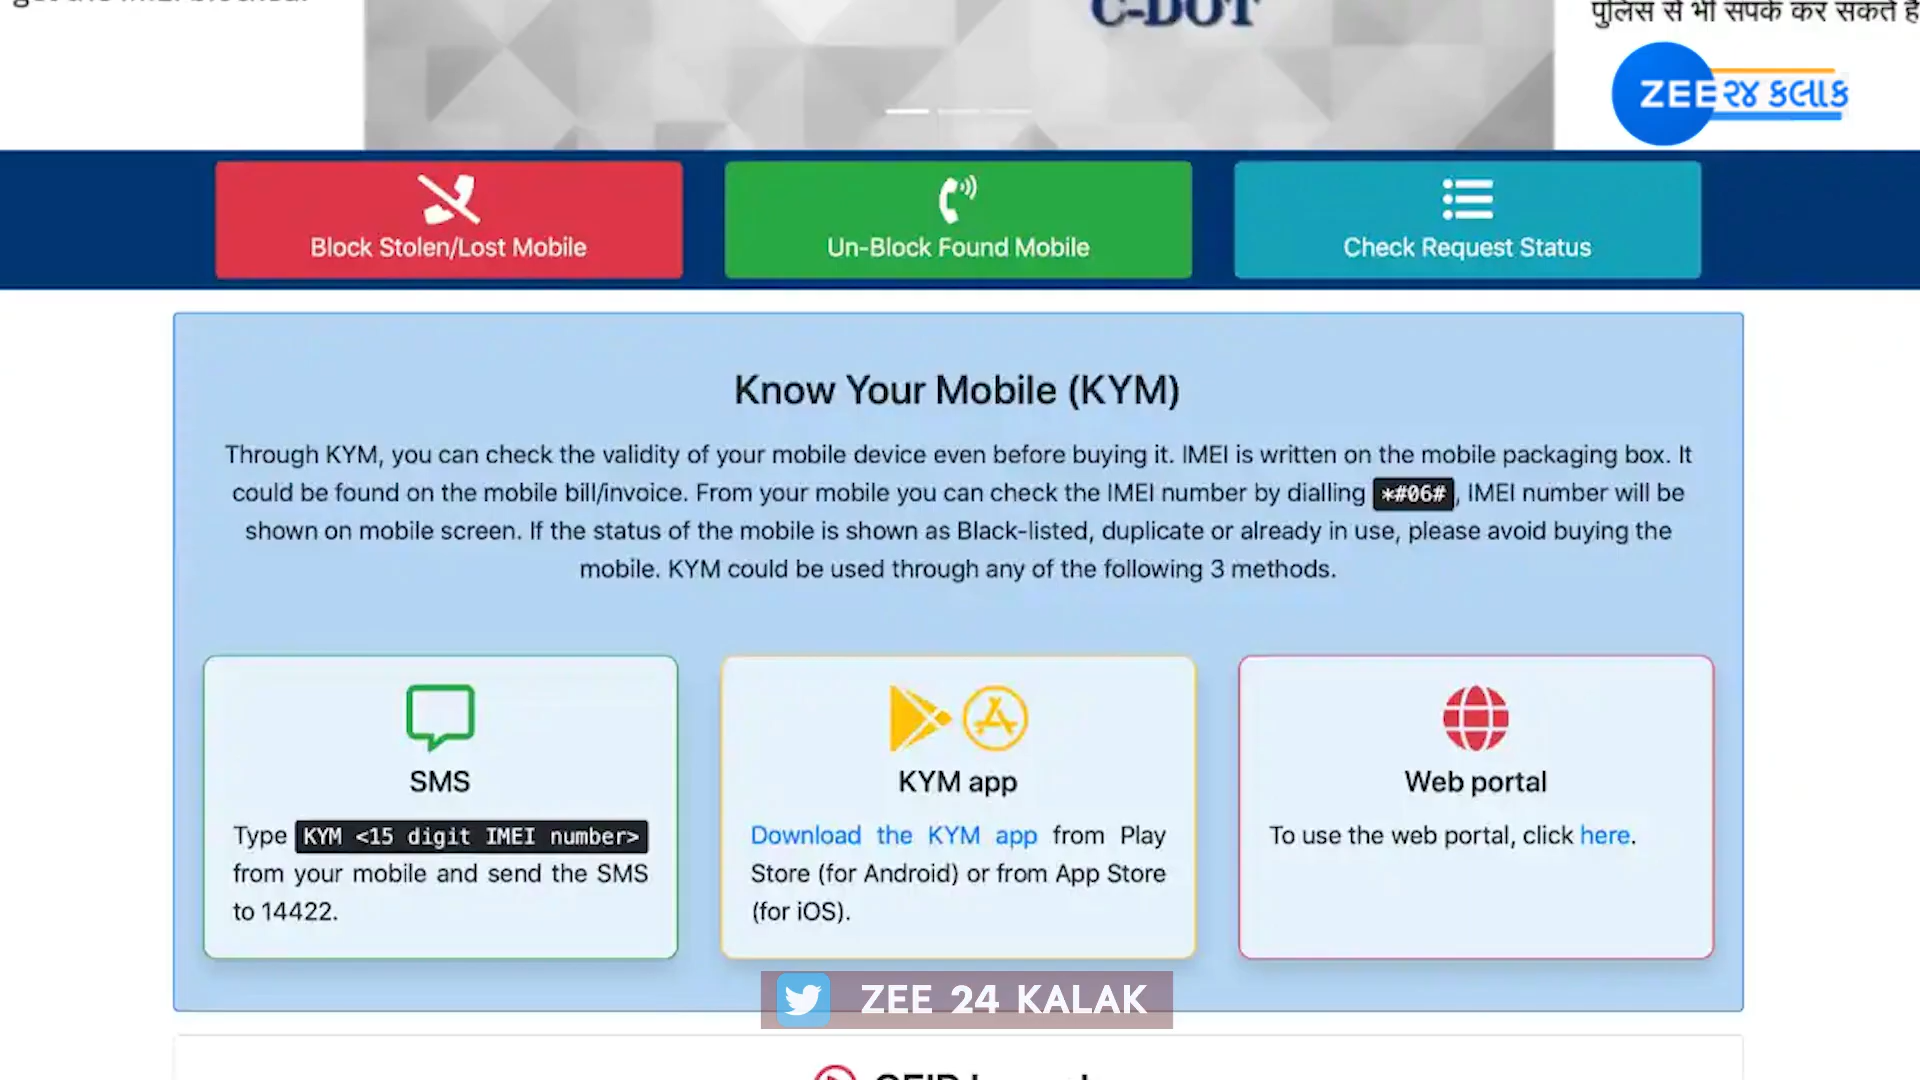 C-DOT
पुलिस से भी संपर्क कर सकते है
ZEE ૨૪ કલાક
Block Stolen/Lost Mobile
Un-Block Found Mobile
Check Request Status
Know Your Mobile (KYM)
Through KYM, you can check the validity of your mobile device even before buying it. IMEI is written on the mobile packaging box. It
could be found on the mobile bill/invoice. From your mobile you can check the IMEI number by dialling *#06#, IMEI number will be
shown on mobile screen. If the status of the mobile is shown as Black-listed, duplicate or already in use, please avoid buying the
mobile. KYM could be used through any of the following 3 methods.
SMS
Type KYM <15 digit IMEI number>
from your mobile and send the SMS
to 14422.
KYM app
Download the KYM app from Play
Store (for Android) or from App Store
(for iOS).
Web portal
To use the web portal, click here.
ZEE 24 KALAK